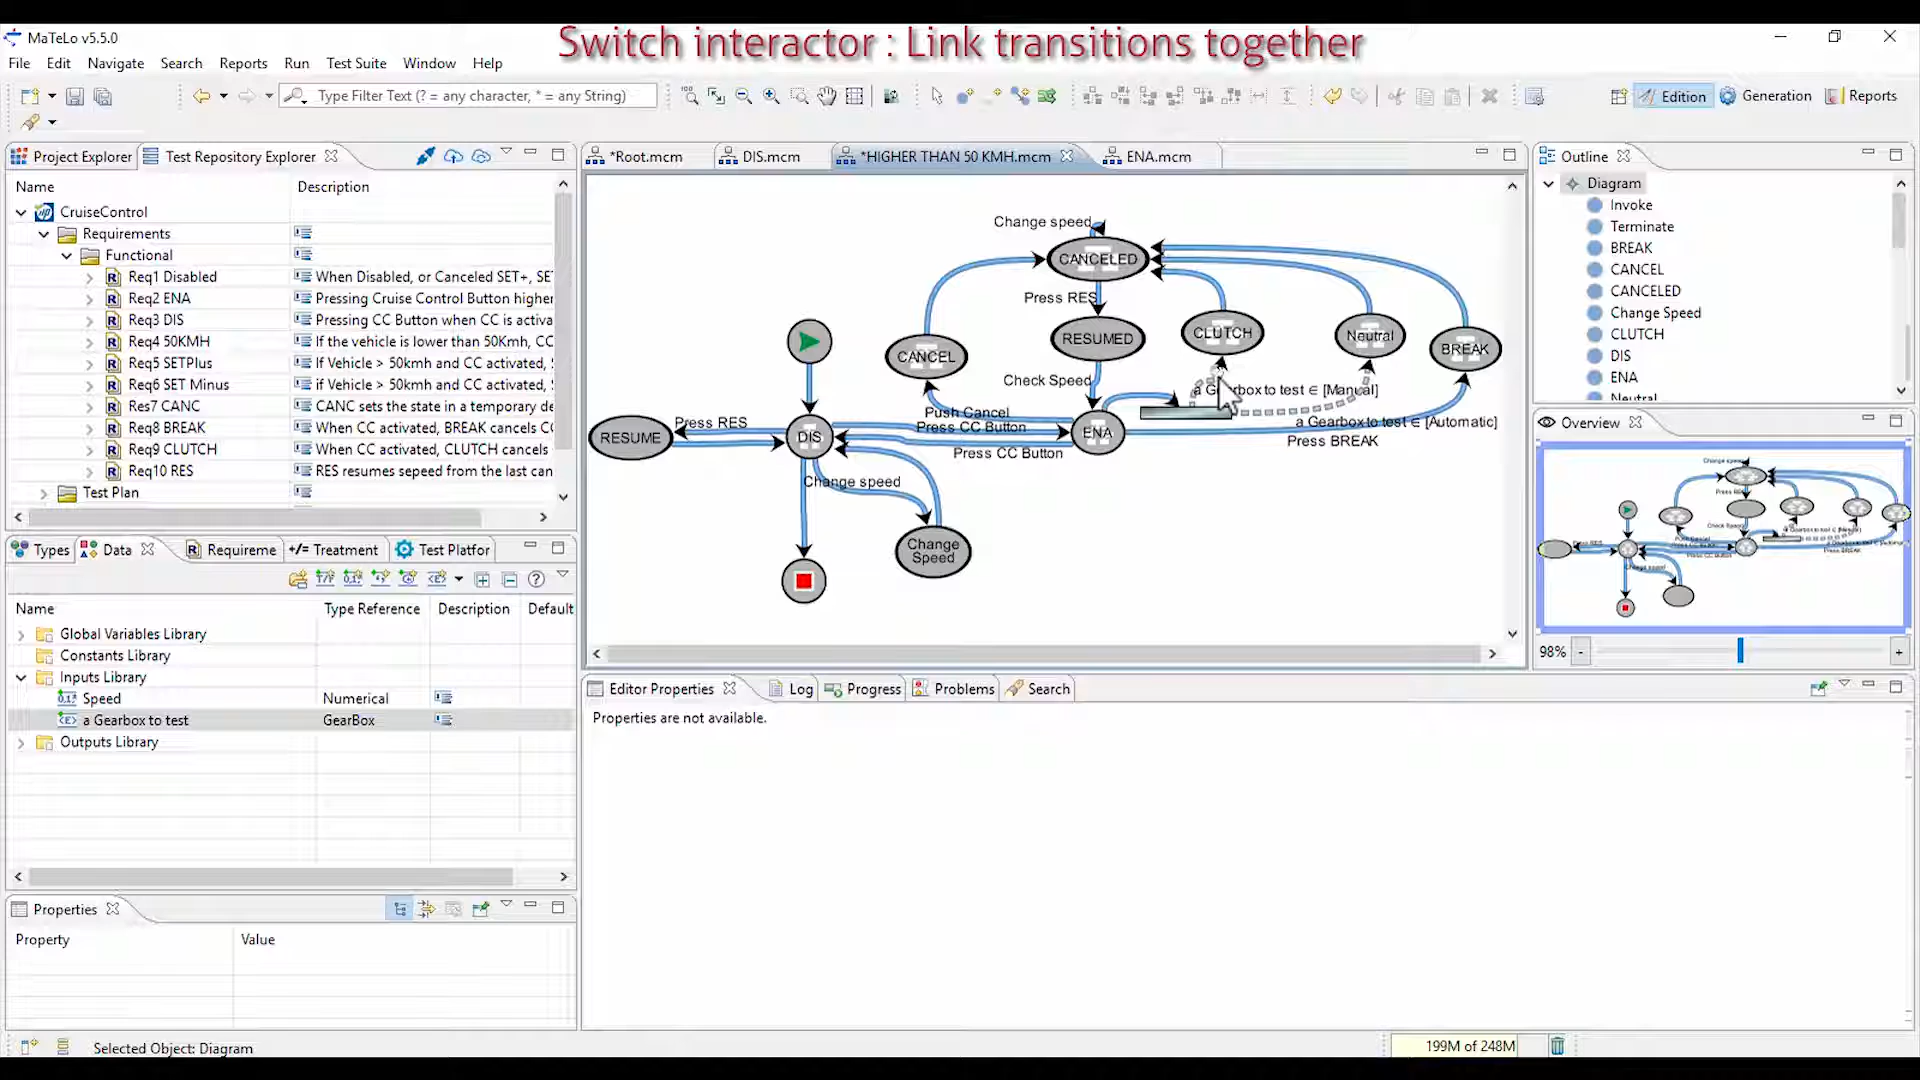 Switch interactor : Link transitions together
MaTeLo v5.5.0
File Edit Navigate Search Reports Run Test Suite Window Help
Type Filter Text (? = any character, * = any String)
Edition Generation Reports
Project Explorer Test Repository Explorer
Name Description
CruiseControl
Requirements
Functional
Req1 Disabled When Disabled, or Canceled SET+, SE
Req2 ENA Pressing Cruise Control Button higher
Req3 DIS Pressing CC Button when CC is activa
Req4 50KMH If the vehicle is lower than 50Kmh, CC
Req5 SETPlus If Vehicle > 50kmh and CC activated,
Req6 SET Minus if Vehicle > 50kmh and CC activated,
Res7 CANC CANC sets the state in a temporary de
Req8 BREAK When CC activated, BREAK cancels CC
Req9 CLUTCH When CC activated, CLUTCH cancels
Req10 RES RES resumes sepeed from the last can
Test Plan
*Root.mcm DIS.mcm *HIGHER THAN 50 KMH.mcm ENA.mcm
Change speed
CANCELED
Press RES
CANCEL
RESUMED
CLUTCH
Neutral
BREAK
Check Speed
a Gearbox to test ∈ [Manual]
Push Cancel
Press CC Button
a Gearbox to test ∈ [Automatic]
RESUME
Press RES
DIS
ENA
Press BREAK
Press CC Button
Change speed
Change
Speed
Outline
Diagram
Invoke
Terminate
BREAK
CANCEL
CANCELED
Change Speed
CLUTCH
DIS
ENA
Neutral
Overview
98% - +
Types Data Requireme +/= Treatment Test Platfor
Name Type Reference Description Default
Global Variables Library
Constants Library
Inputs Library
Speed Numerical
a Gearbox to test GearBox
Outputs Library
Editor Properties Log Progress Problems Search
Properties are not available.
Properties
Property Value
Selected Object: Diagram
199M of 248M